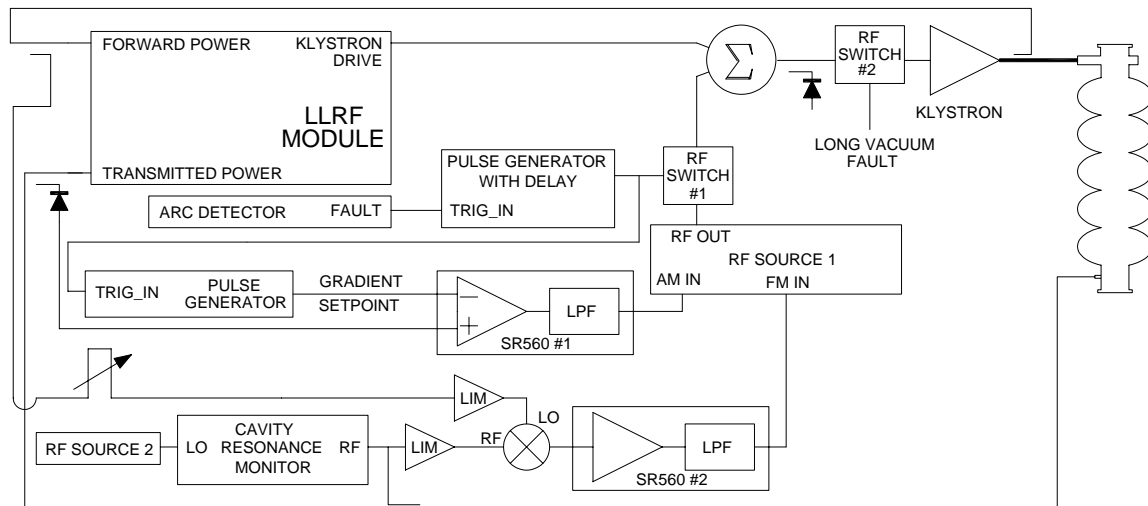 FORWARD POWER
KLYSTRON
DRIVE
LLRF
MODULE
TRANSMITTED POWER
Σ
RF
SWITCH
#2
KLYSTRON
LONG VACUUM
FAULT
PULSE GENERATOR
WITH DELAY
TRIG_IN
RF
SWITCH
#1
ARC DETECTOR
FAULT
RF OUT
RF SOURCE 1
AM IN
FM IN
TRIG_IN
PULSE
GENERATOR
GRADIENT
SETPOINT
−
+
LPF
SR560 #1
LIM
LO
RF SOURCE 2
LO
CAVITY
RESONANCE
MONITOR
RF
LIM
RF
LPF
SR560 #2